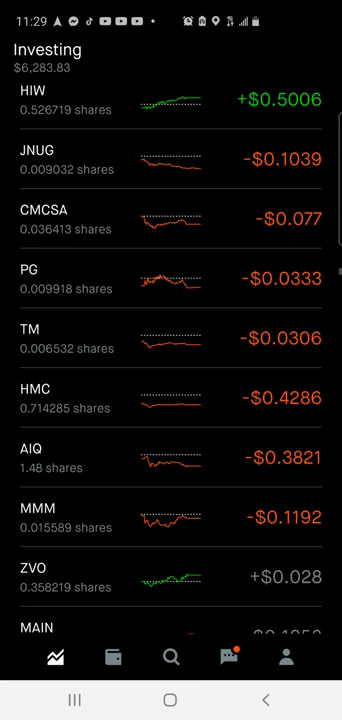 11:29
Investing
$6,283.83
HIW
0.526719 shares
+$0.5006
JNUG
0.009032 shares
-$0.1039
CMCSA
0.036413 shares
-$0.077
PG
0.009918 shares
-$0.0333
TM
0.006532 shares
-$0.0306
HMC
0.714285 shares
-$0.4286
AIQ
1.48 shares
-$0.3821
MMM
0.015589 shares
-$0.1192
ZVO
0.358219 shares
+$0.028
MAIN